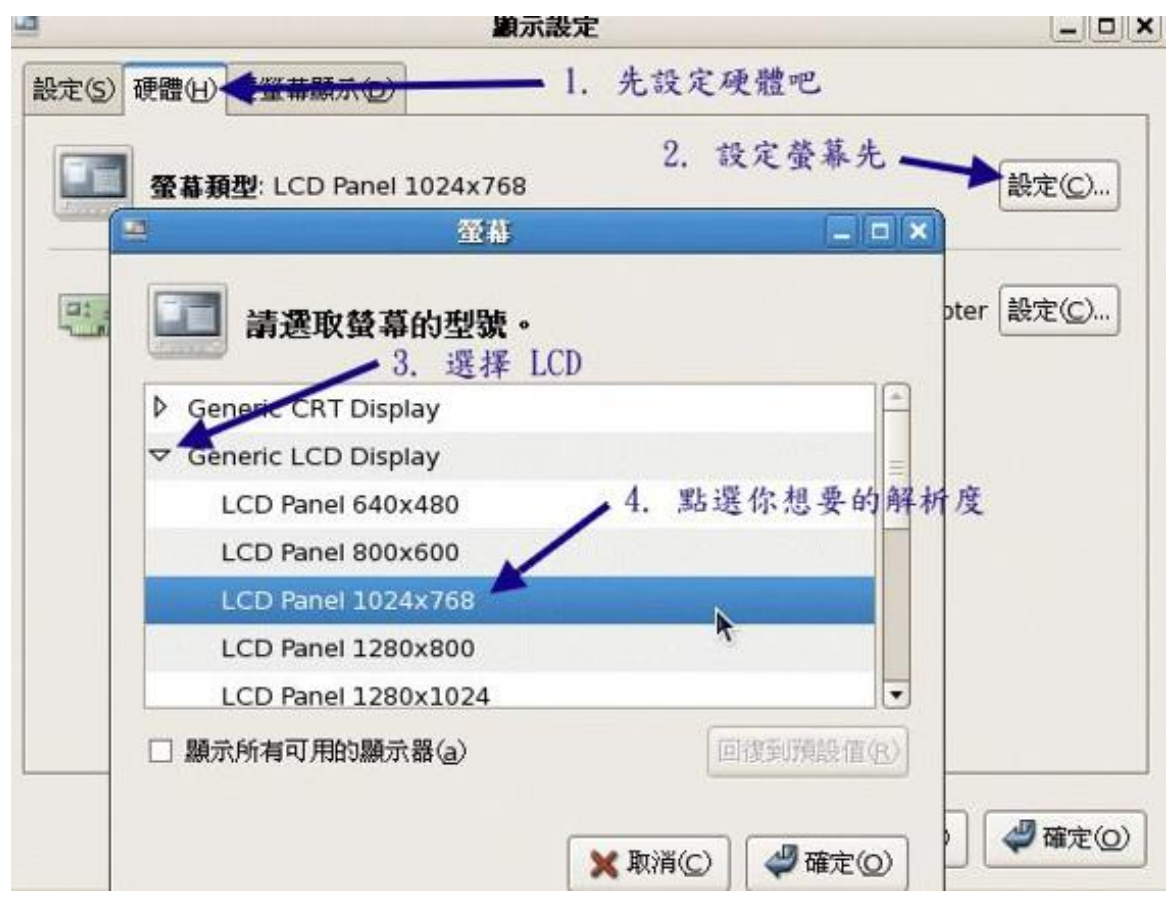 顯示設定
設定(S) 硬體(H) 螢幕顯示(D) 1. 先設定硬體吧
2. 設定螢幕先
螢幕類型: LCD Panel 1024x768 設定(C)...
螢幕
請選取螢幕的型號。
pter 設定(C)...
3. 選擇 LCD
Generic CRT Display
Generic LCD Display
LCD Panel 640x480
4. 點選你想要的解析度
LCD Panel 800x600
LCD Panel 1024x768
LCD Panel 1280x800
LCD Panel 1280x1024
顯示所有可用的顯示器(a) 回復到預設值(R)
取消(C) 確定(O) ) 確定(O)